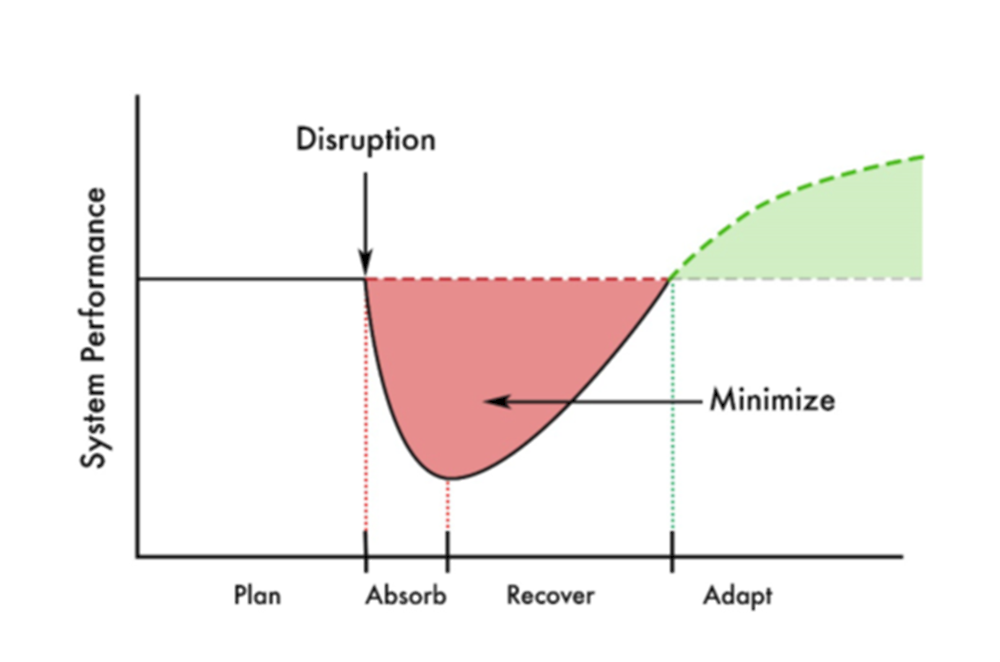 Disruption
System Performance
Minimize
Plan
Absorb
Recover
Adapt